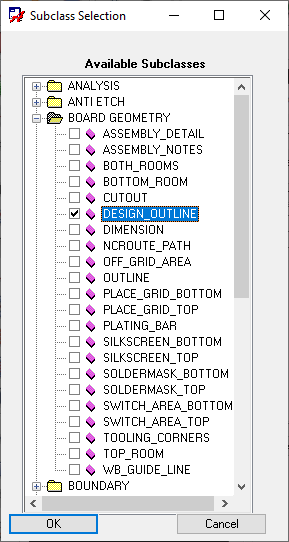 Subclass Selection
Available Subclasses
ANALYSIS
ANTI ETCH
BOARD GEOMETRY
ASSEMBLY_DETAIL
ASSEMBLY_NOTES
BOTH_ROOMS
BOTTOM_ROOM
CUTOUT
DESIGN_OUTLINE
DIMENSION
NCROUTE_PATH
OFF_GRID_AREA
OUTLINE
PLACE_GRID_BOTTOM
PLACE_GRID_TOP
PLATING_BAR
SILKSCREEN_BOTTOM
SILKSCREEN_TOP
SOLDERMASK_BOTTOM
SOLDERMASK_TOP
SWITCH_AREA_BOTTOM
SWITCH_AREA_TOP
TOOLING_CORNERS
TOP_ROOM
WB_GUIDE_LINE
BOUNDARY
OK Cancel